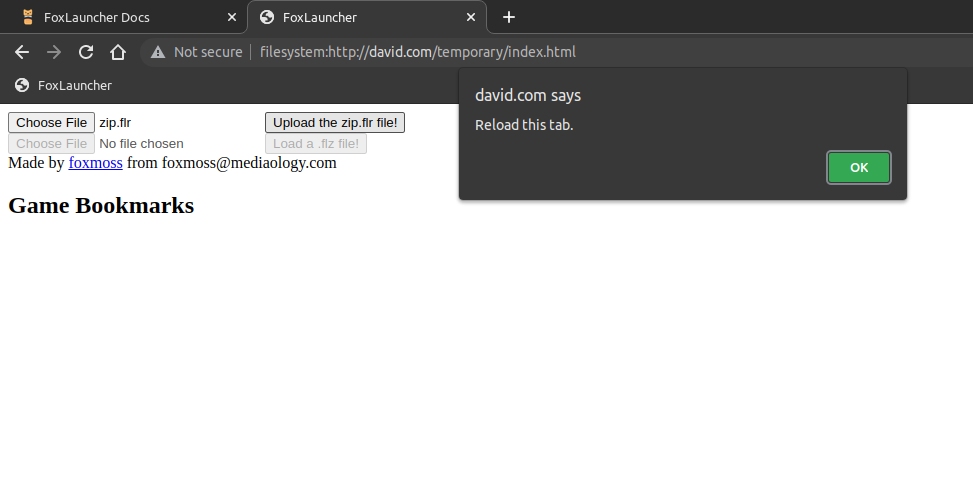 FoxLauncher Docs
FoxLauncher
Not secure
filesystem:http://david.com/temporary/index.html
FoxLauncher
david.com says
Reload this tab.
OK
Choose File zip.flr Upload the zip.flr file!
Choose File No file chosen Load a .flz file!
Made by foxmoss from foxmoss@mediaology.com
Game Bookmarks